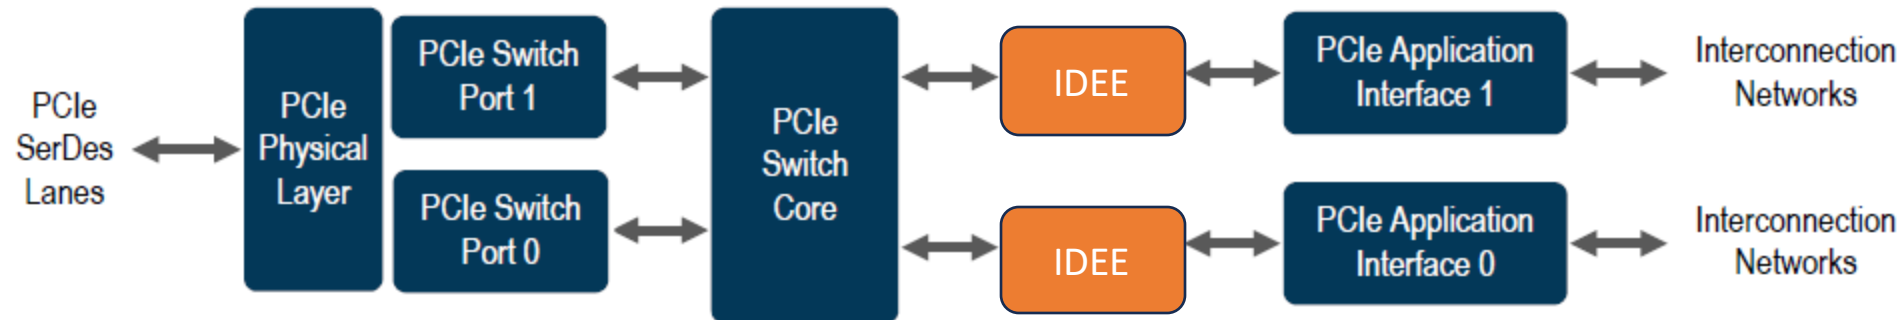 PCIe
SerDes
Lanes
PCIe
Physical
Layer
PCIe Switch
Port 1
PCIe Switch
Port 0
PCIe
Switch
Core
IDEE
IDEE
PCIe Application
Interface 1
PCIe Application
Interface 0
Interconnection
Networks
Interconnection
Networks